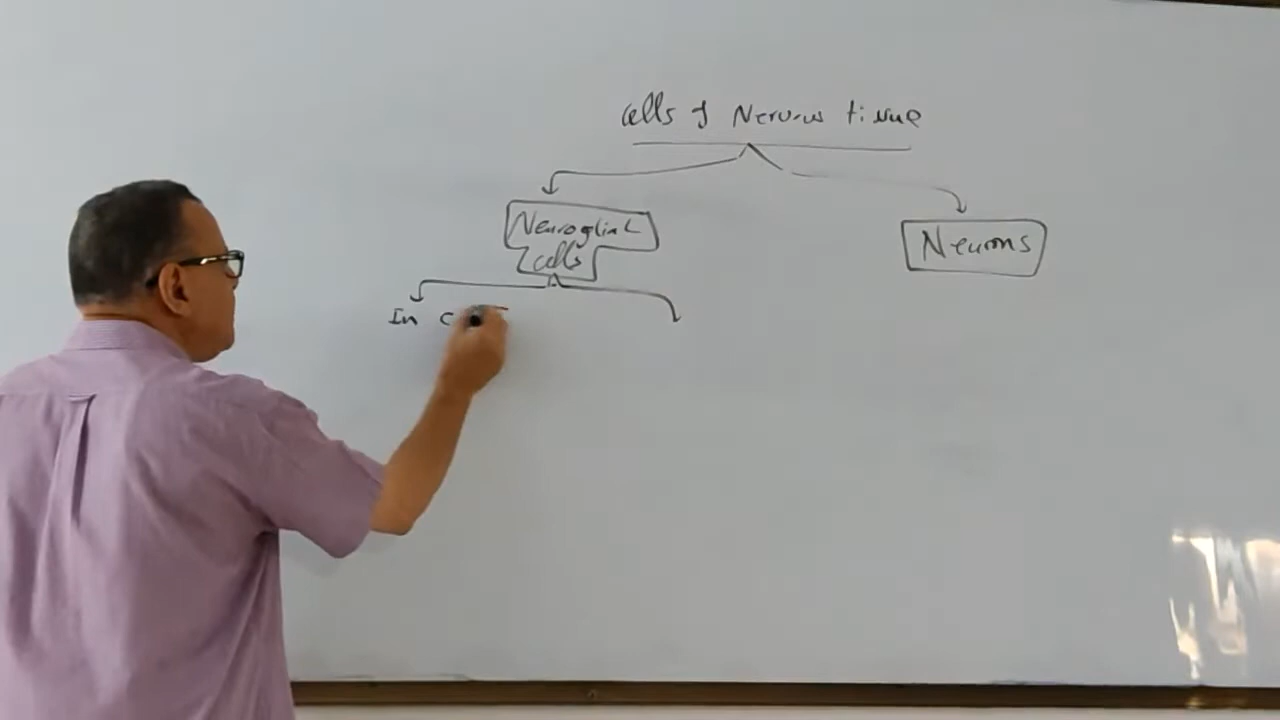 cells of Nervous tissue
Neuroglial
cells
Neurons
In C